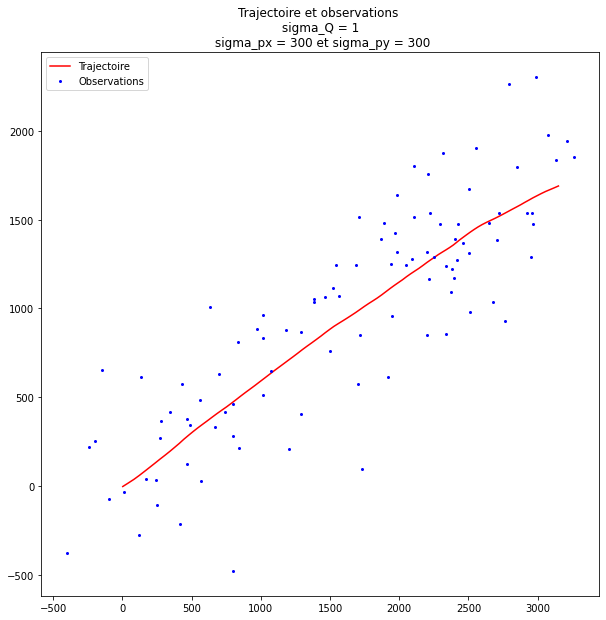 Trajectoire et observations
sigma_Q = 1
sigma_px = 300 et sigma_py = 300
Trajectoire
Observations
2000
1500
1000
500
0
−500
−500
0
500
1000
1500
2000
2500
3000